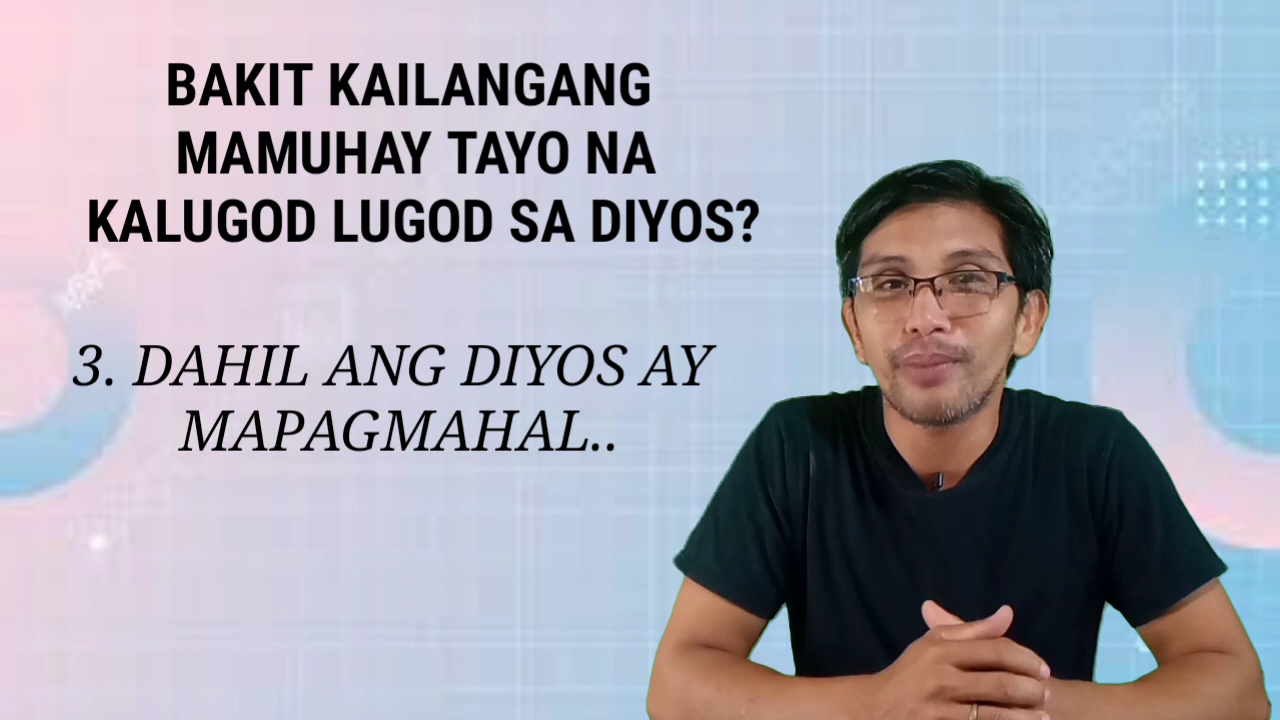 BAKIT KAILANGANG
MAMUHAY TAYO NA
KALUGOD LUGOD SA DIYOS?
3. DAHIL ANG DIYOS AY
MAPAGMAHAL..